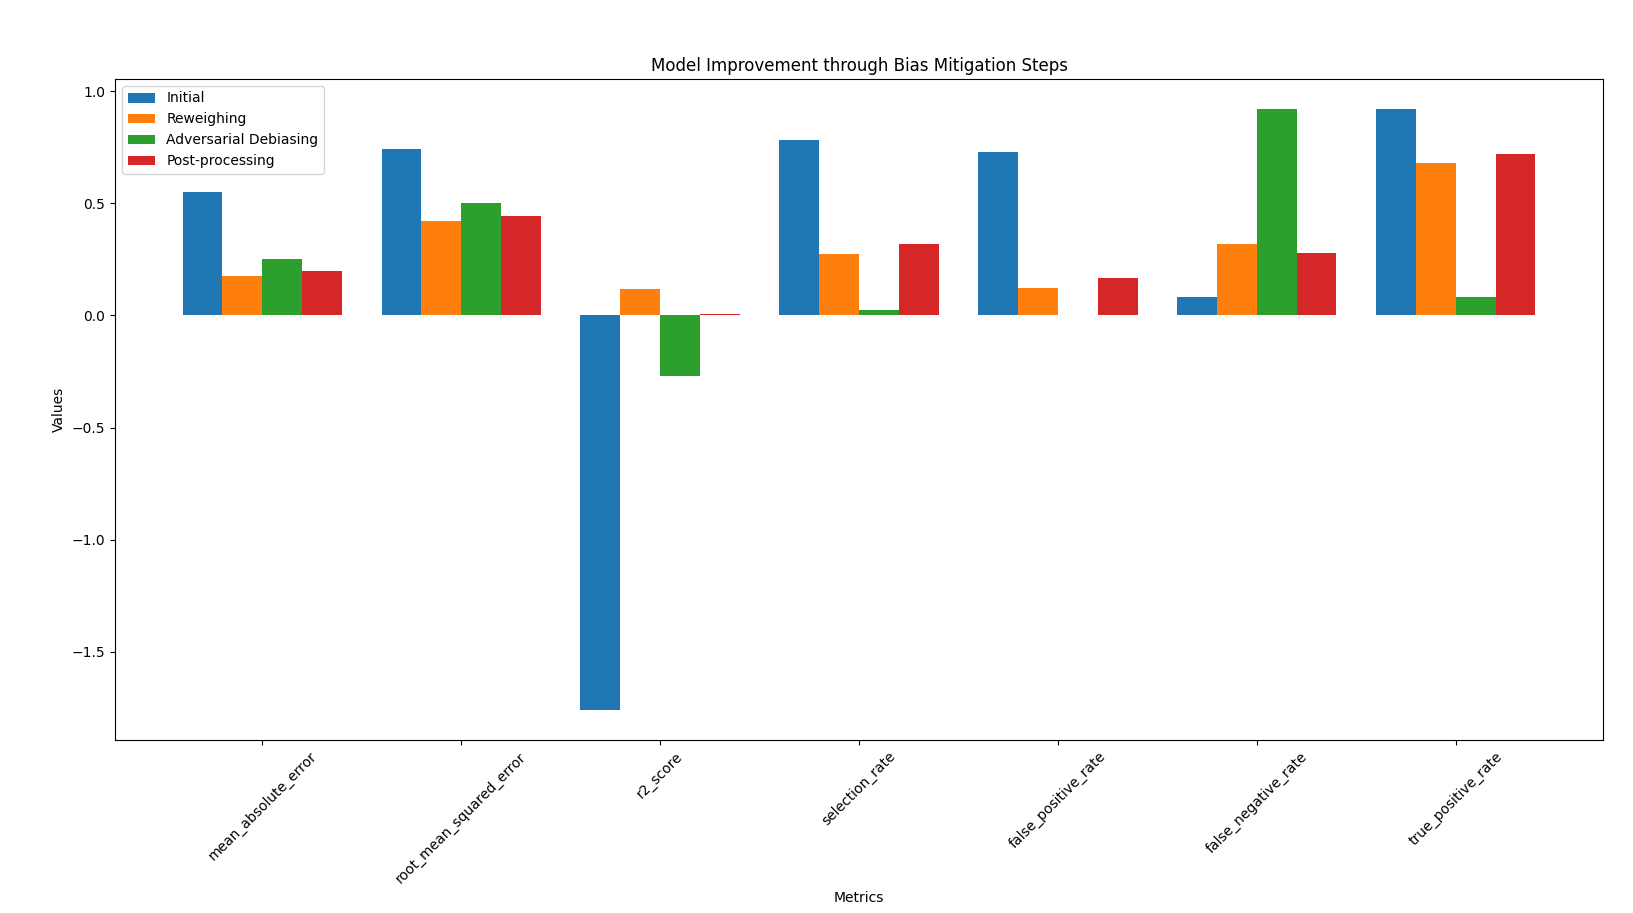 Model Improvement through Bias Mitigation Steps
Initial
Reweighing
Adversarial Debiasing
Post-processing
1.0
0.5
0.0
−0.5
−1.0
−1.5
Values
mean_absolute_error
root_mean_squared_error
r2_score
selection_rate
false_positive_rate
false_negative_rate
true_positive_rate
Metrics